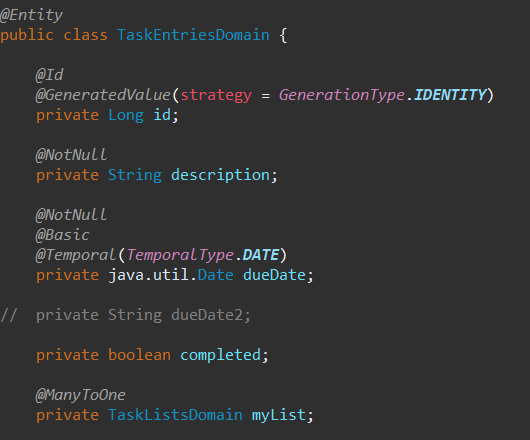 @Entity
public class TaskEntriesDomain {
@Id
@GeneratedValue(strategy = GenerationType.IDENTITY)
private Long id;
@NotNull
private String description;
@NotNull
@Basic
@Temporal(TemporalType.DATE)
private java.util.Date dueDate;
//  private String dueDate2;
private boolean completed;
@ManyToOne
private TaskListsDomain myList;